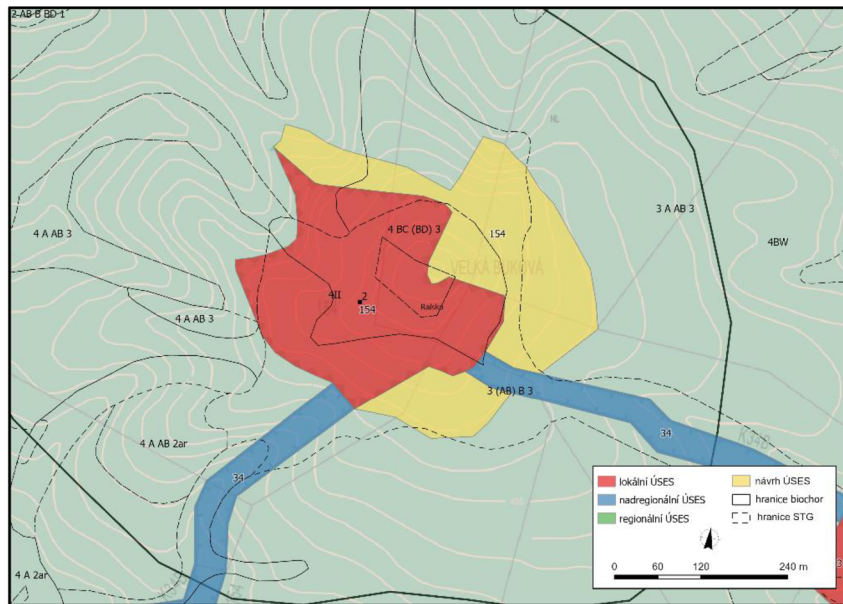 2 AB B BD 1
3 A AB 3
4 BC (BD) 3
154
4 A AB 3
4BW
VELKÁ BUKOVÁ
4II
2
154
Rakka
4 A AB 3
3 (AB) B 3
34
K34B
4 A AB 2ar
34
4 A 2ar
lokální ÚSES
nadregionální ÚSES
regionální ÚSES
návrh ÚSES
hranice biochor
hranice STG
0 60 120 240 m